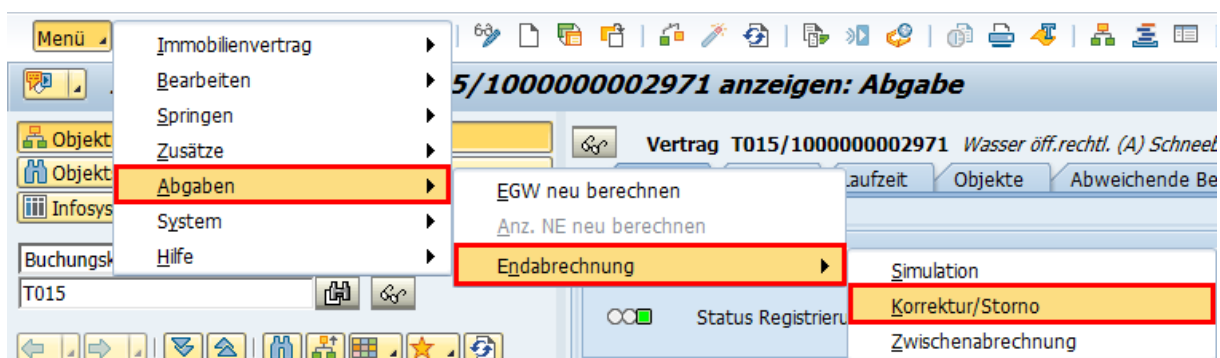 Menü
5/1000000002971 anzeigen: Abgabe
Immobilienvertrag
Bearbeiten
Springen
Zusätze
Abgaben
System
Hilfe
Objekt
Objekt
Infosys
Buchungsk
T015
Vertrag T015/1000000002971 Wasser öff.rechtl. (A) Schneeb
Laufzeit Objekte Abweichende Be
EGW neu berechnen
Anz. NE neu berechnen
Endabrechnung
Status Registrieru
Simulation
Korrektur/Storno
Zwischenabrechnung